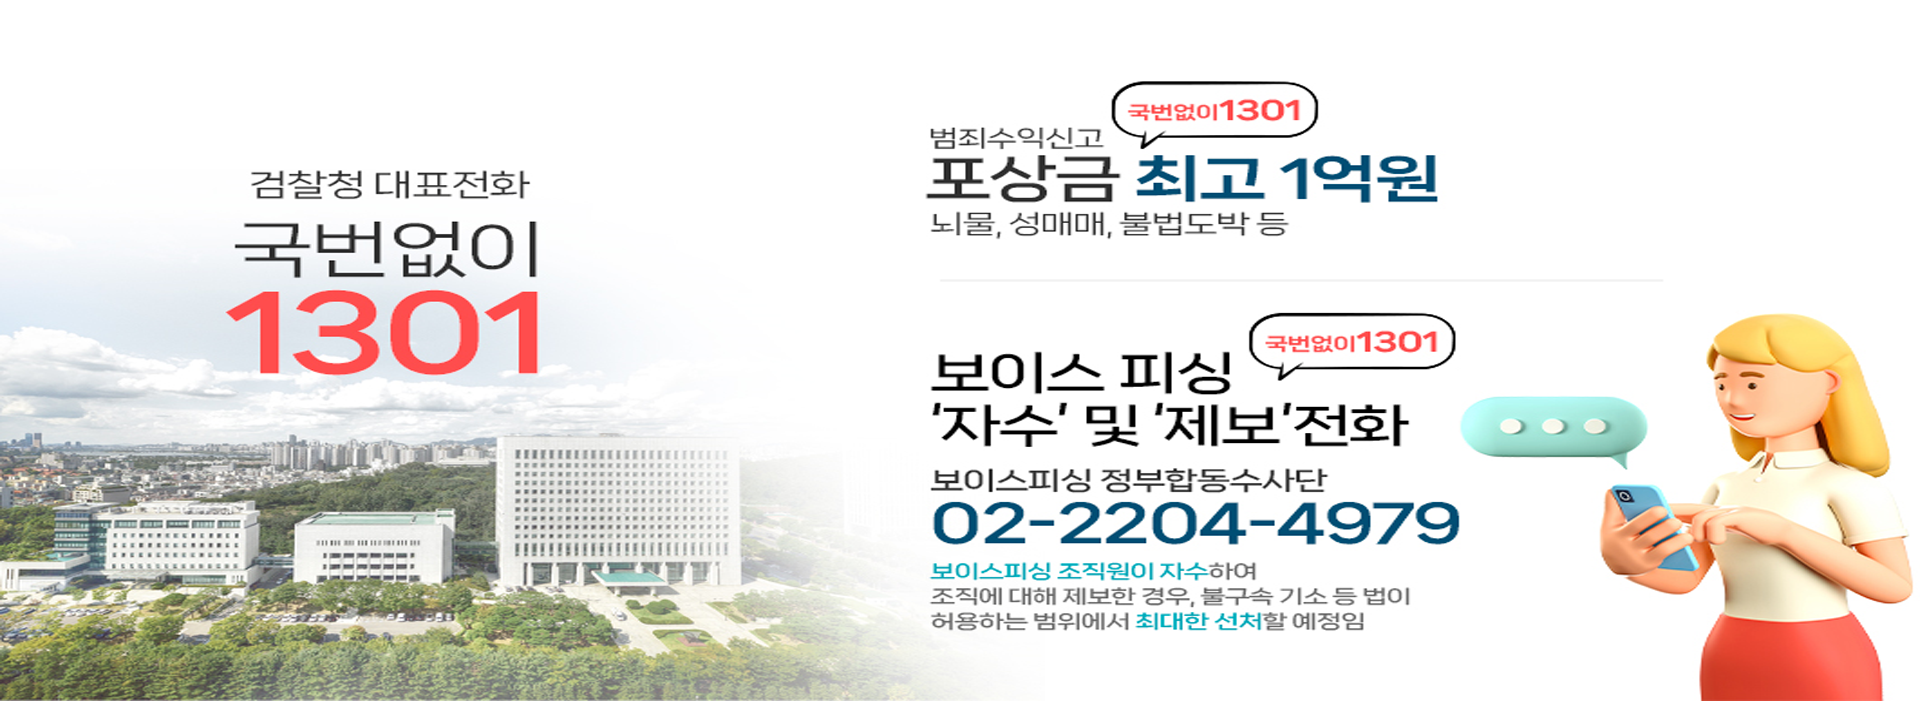 검찰청 대표전화
국번없이
1301
국번없이1301
범죄수익신고
포상금 최고 1억원
뇌물, 성매매, 불법도박 등
국번없이1301
보이스 피싱
'자수' 및 '제보'전화
보이스피싱 정부합동수사단
02-2204-4979
보이스피싱 조직원이 자수하여
조직에 대해 제보한 경우, 불구속 기소 등 법이
허용하는 범위에서 최대한 선처할 예정임